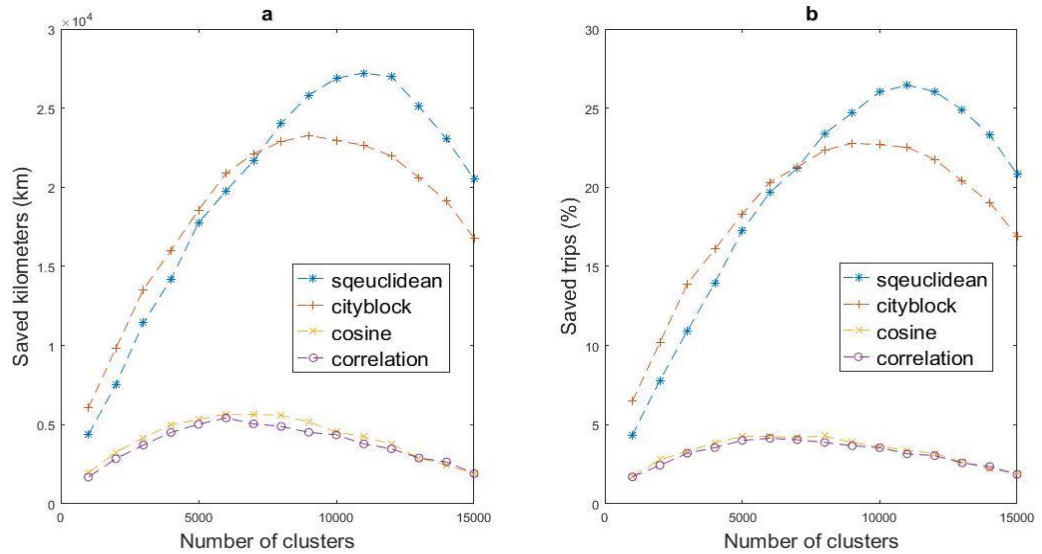 a
×10⁴
3
2.5
2
1.5
1
0.5
0
0
5000
10000
15000
Saved kilometers (km)
Number of clusters
sqeuclidean
cityblock
cosine
correlation
b
30
25
20
15
10
5
0
0
5000
10000
15000
Saved trips (%)
Number of clusters
sqeuclidean
cityblock
cosine
correlation